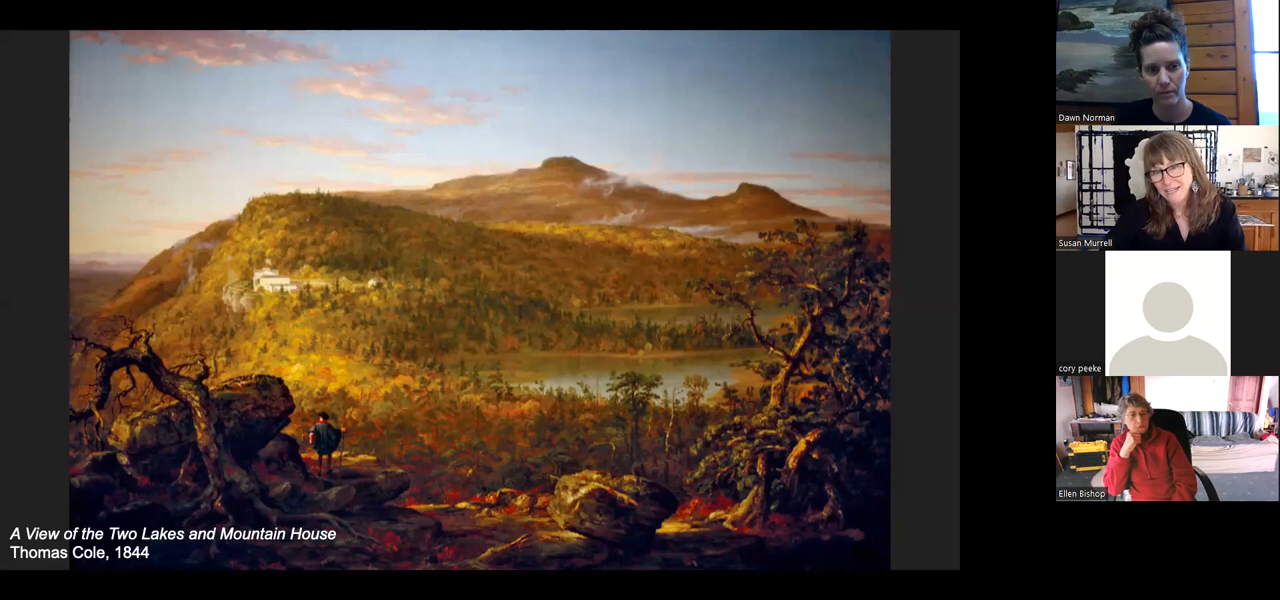 A View of the Two Lakes and Mountain House
Thomas Cole, 1844
Dawn Norman
Susan Murrell
cory peeke
Ellen Bishop